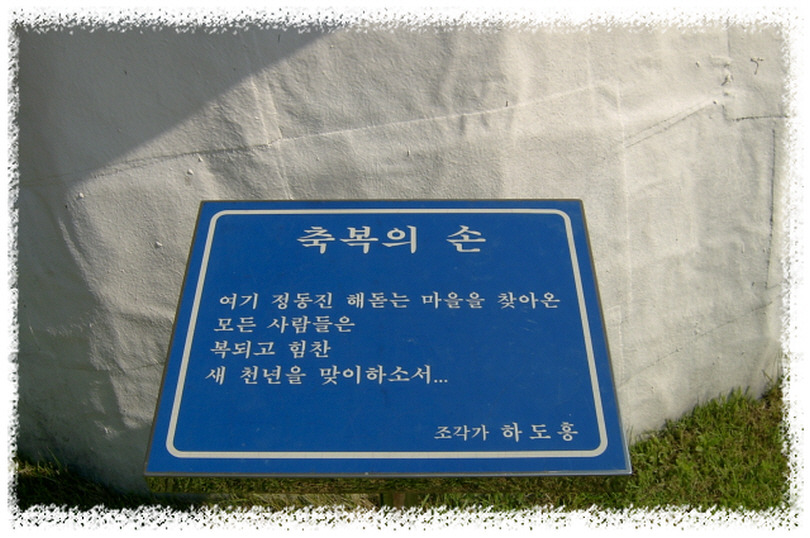 축복의 손
여기 정동진 해돋는 마을을 찾아온
모든 사람들은
복되고 힘찬
새 천년을 맞이하소서...
조각가 하도흥